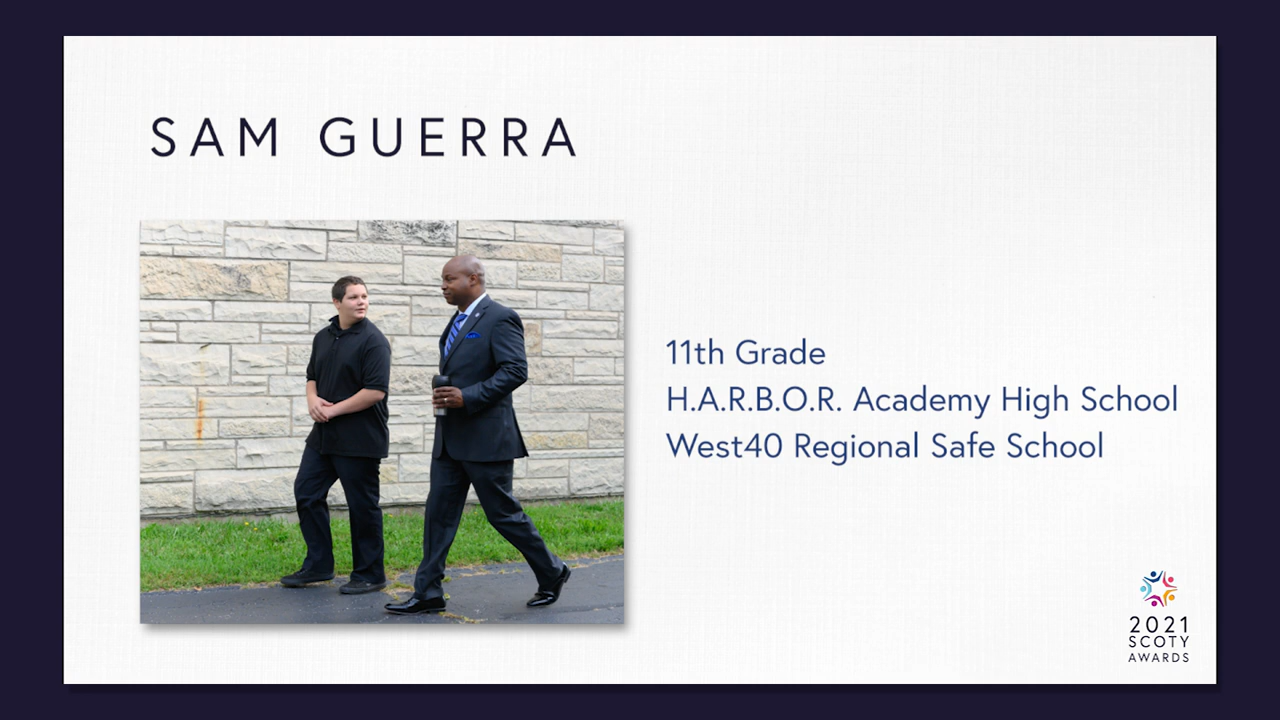 SAM GUERRA
11th Grade
H.A.R.B.O.R. Academy High School
West40 Regional Safe School
2021
SCOTY
AWARDS